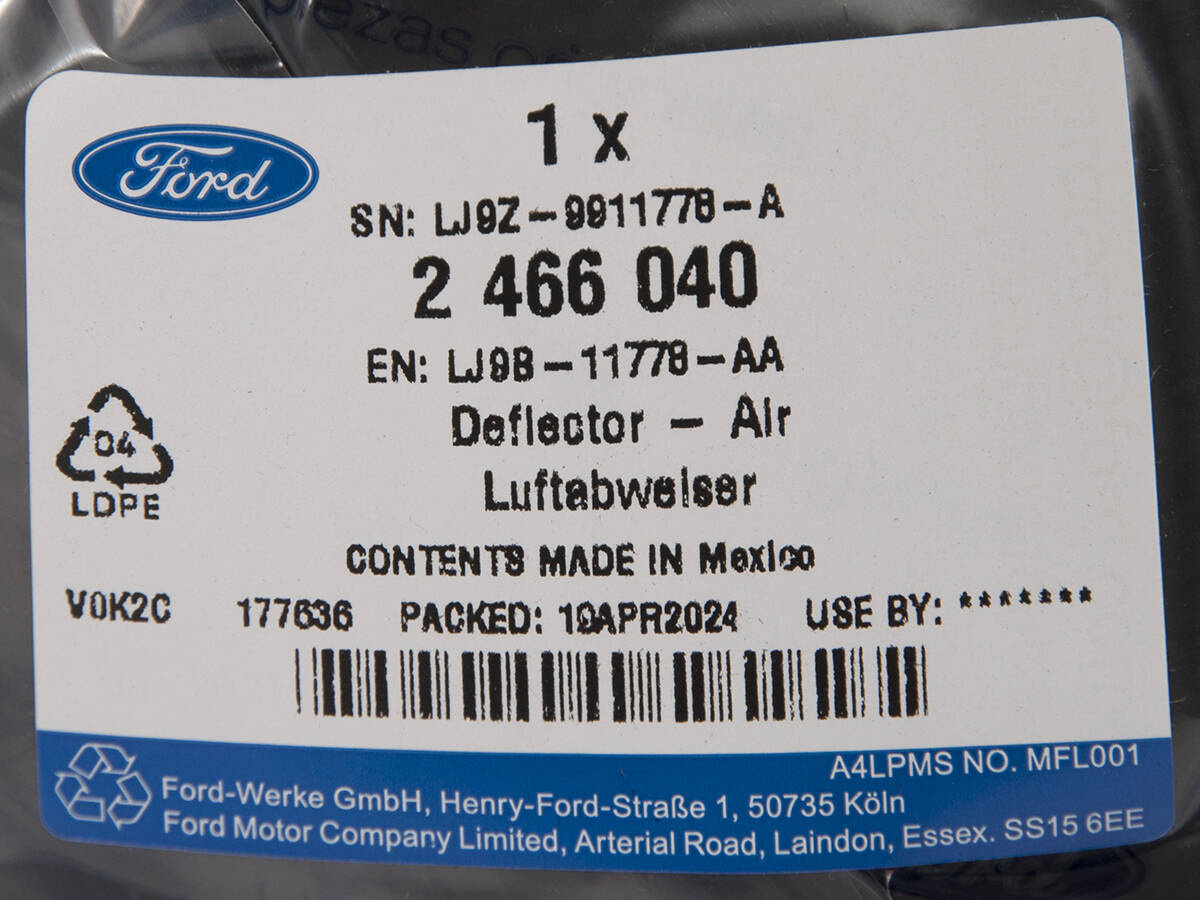 piezas
Ford
1 x
SN: LJ9Z-9911778-A
2 466 040
EN: LJ9B-11778-AA
Deflector - Air
Luftabweiser
04
LDPE
CONTENTS MADE IN Mexico
V0K2C 177636 PACKED: 19APR2024 USE BY: *******
A4LPMS NO. MFL001
Ford-Werke GmbH, Henry-Ford-Straße 1, 50735 Köln
Ford Motor Company Limited, Arterial Road, Laindon, Essex. SS15 6EE